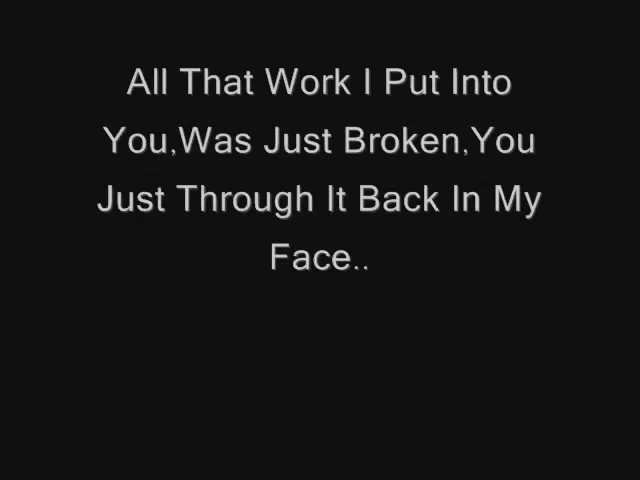 All That Work I Put Into
You,Was Just Broken,You
Just Through It Back In My
Face..